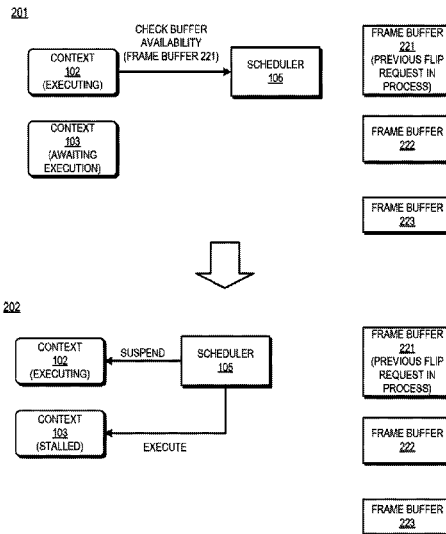 201
CHECK BUFFER
AVAILABILITY
(FRAME BUFFER 221)
CONTEXT
102
(EXECUTING)
SCHEDULER
105
CONTEXT
103
(AWAITING
EXECUTION)
FRAME BUFFER
221
(PREVIOUS FLIP
REQUEST IN
PROCESS)
FRAME BUFFER
222
FRAME BUFFER
223
202
CONTEXT
102
(EXECUTING)
SUSPEND
SCHEDULER
105
CONTEXT
103
(STALLED)
EXECUTE
FRAME BUFFER
221
(PREVIOUS FLIP
REQUEST IN
PROCESS)
FRAME BUFFER
222
FRAME BUFFER
223